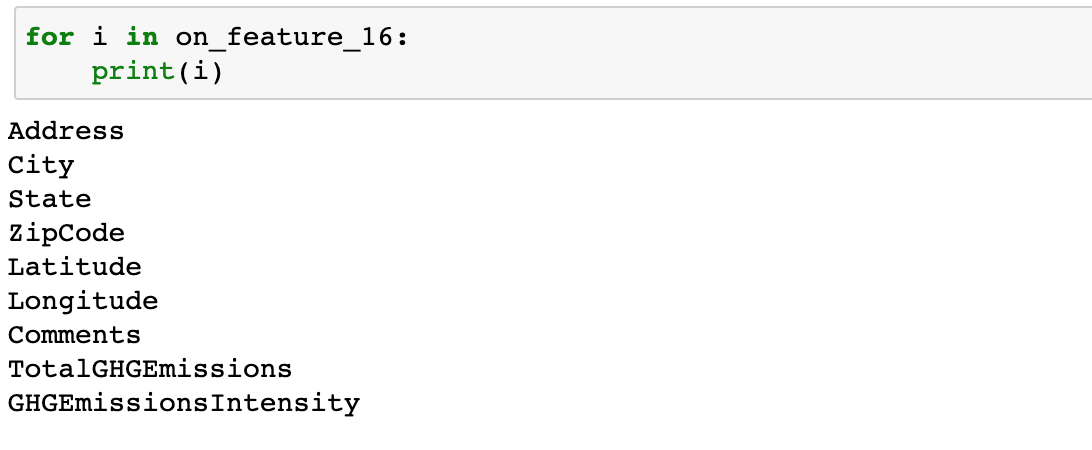 for i in on_feature_16:
    print(i)
Address
City
State
ZipCode
Latitude
Longitude
Comments
TotalGHGEmissions
GHGEmissionsIntensity